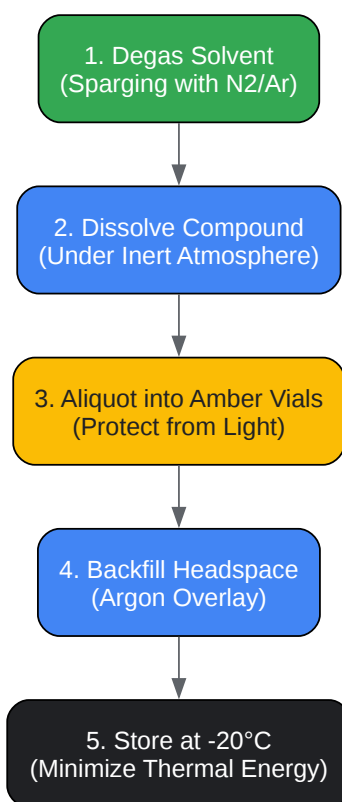 1. Degas Solvent
(Sparging with N2/Ar)
2. Dissolve Compound
(Under Inert Atmosphere)
3. Aliquot into Amber Vials
(Protect from Light)
4. Backfill Headspace
(Argon Overlay)
5. Store at -20°C
(Minimize Thermal Energy)